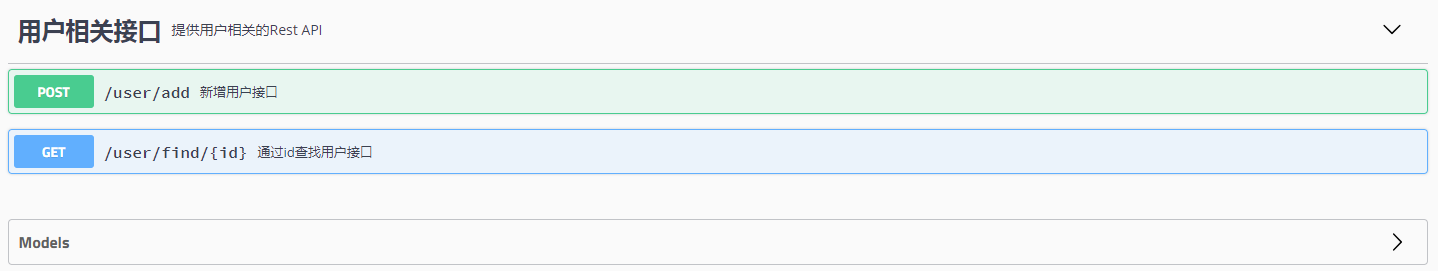 用户相关接口 提供用户相关的Rest API
POST /user/add 新增用户接口
GET /user/find/{id} 通过id查找用户接口
Models